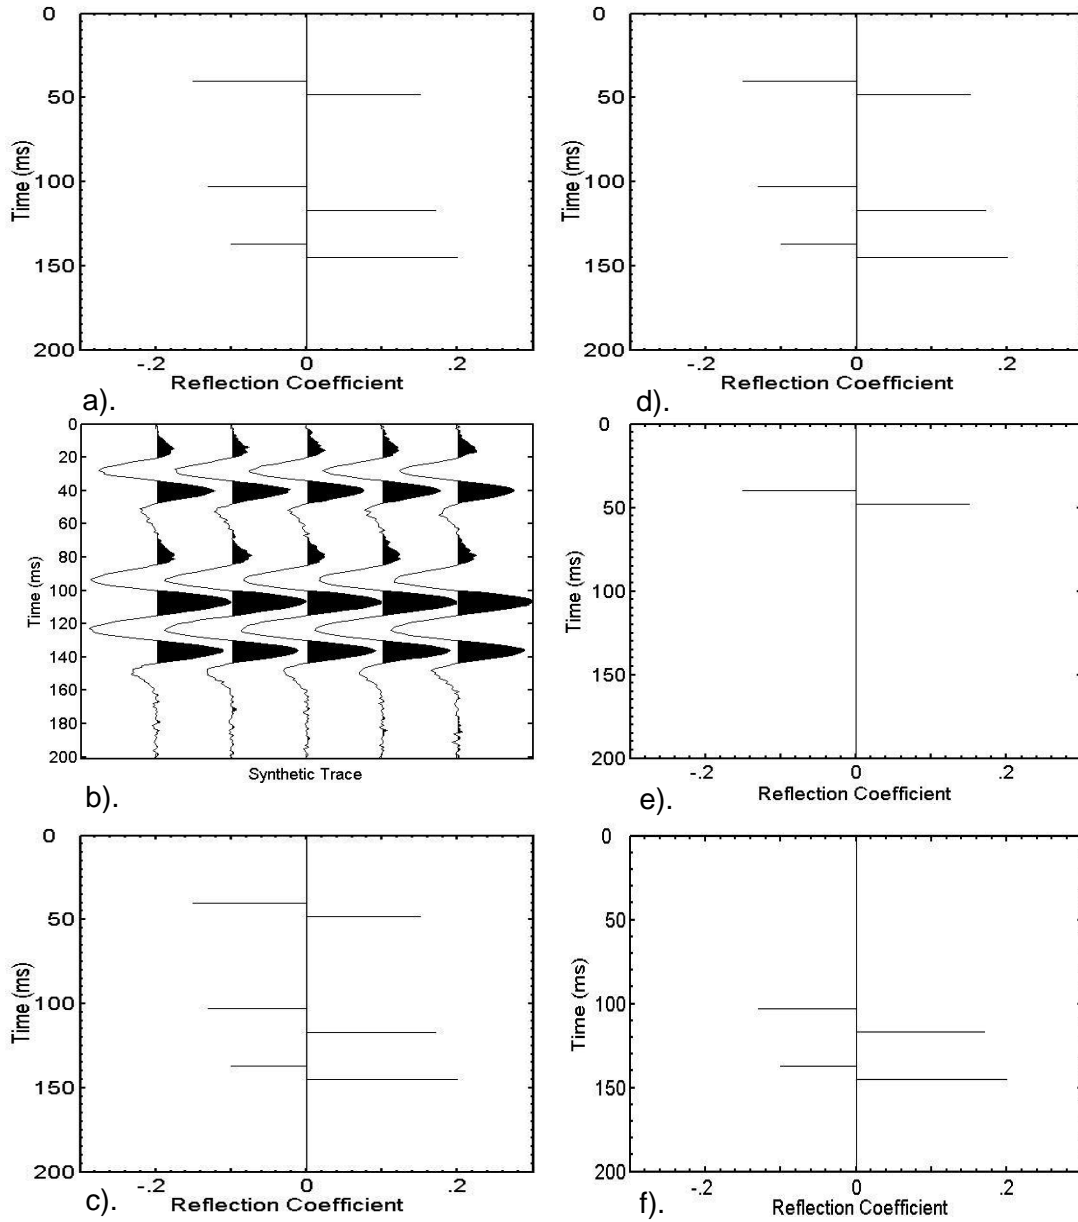 0
50
100
150
200
Time (ms)
-.2 0 .2
Reflection Coefficient
a).
0
50
100
150
200
Time (ms)
-.2 0 .2
Reflection Coefficient
d).
0
20
40
60
80
100
120
140
160
180
200
Time (ms)
Synthetic Trace
b).
0
50
100
150
200
Time (ms)
-.2 0 .2
Reflection Coefficient
e).
0
50
100
150
200
Time (ms)
-.2 0 .2
Reflection Coefficient
c).
0
50
100
150
200
Time (ms)
-.2 0 .2
Reflection Coefficient
f).